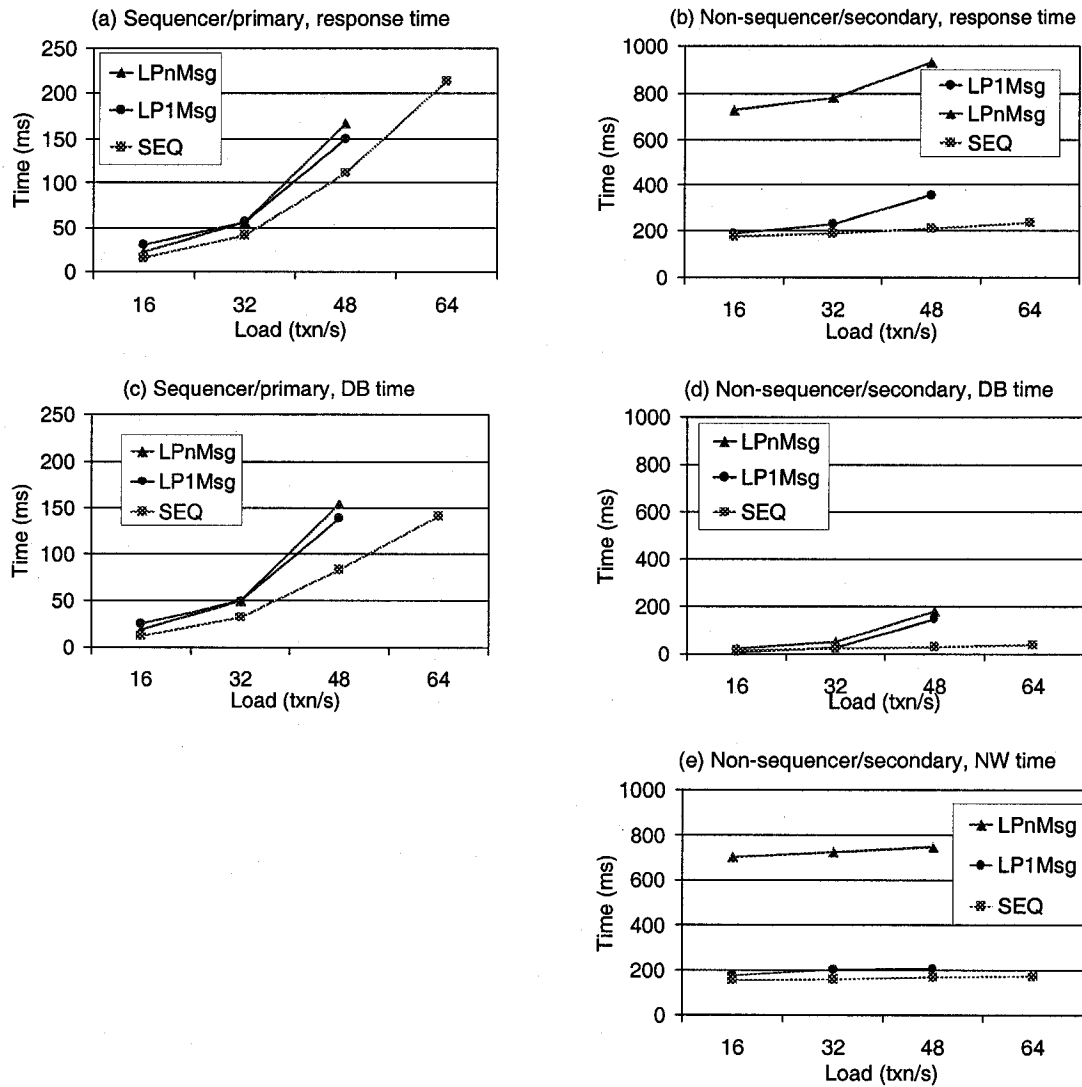 (a) Sequencer/primary, response time
250
200
150
100
50
0
Time (ms)
LPnMsg
LP1Msg
SEQ
16 32 48 64
Load (txn/s)
(b) Non-sequencer/secondary, response time
1000
800
600
400
200
0
Time (ms)
LP1Msg
LPnMsg
SEQ
16 32 48 64
Load (txn/s)
(c) Sequencer/primary, DB time
250
200
150
100
50
0
Time (ms)
LPnMsg
LP1Msg
SEQ
16 32 48 64
Load (txn/s)
(d) Non-sequencer/secondary, DB time
1000
800
600
400
200
0
Time (ms)
LPnMsg
LP1Msg
SEQ
16 32 48 64
Load (txn/s)
(e) Non-sequencer/secondary, NW time
1000
800
600
400
200
0
Time (ms)
LPnMsg
LP1Msg
SEQ
16 32 48 64
Load (txn/s)